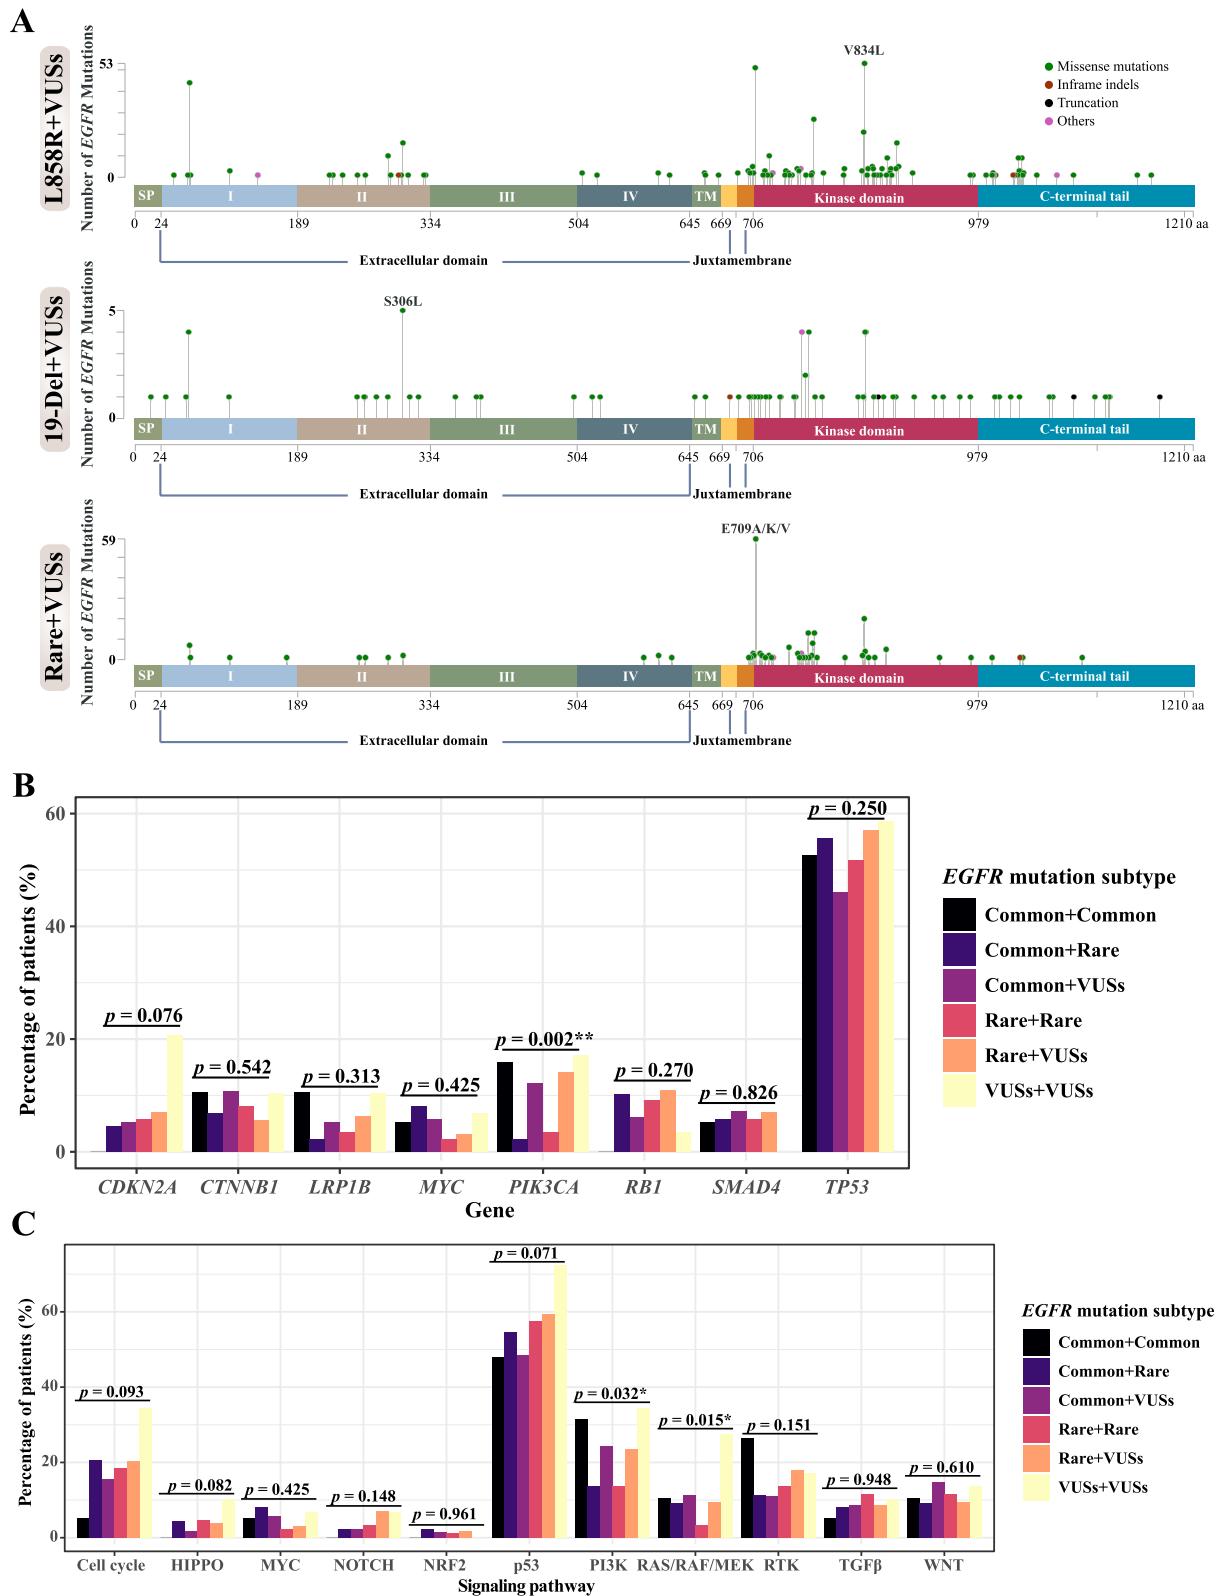 A
L858R+VUSs
Number of EGFR Mutations
53
0
V834L
Missense mutations
Inframe indels
Truncation
Others
SP I II III IV TM Kinase domain C-terminal tail
0 24 189 334 504 645 669 706 979 1210 aa
Extracellular domain Juxtamembrane
19-Del+VUSs
Number of EGFR Mutations
5
0
S306L
SP I II III IV TM Kinase domain C-terminal tail
0 24 189 334 504 645 669 706 979 1210 aa
Extracellular domain Juxtamembrane
Rare+VUSs
Number of EGFR Mutations
59
0
E709A/K/V
SP I II III IV TM Kinase domain C-terminal tail
0 24 189 334 504 645 669 706 979 1210 aa
Extracellular domain Juxtamembrane
B
Percentage of patients (%)
60
40
20
0
p = 0.076
p = 0.542
p = 0.313
p = 0.425
p = 0.002**
p = 0.270
p = 0.826
p = 0.250
CDKN2A CTNNB1 LRP1B MYC PIK3CA RB1 SMAD4 TP53
Gene
EGFR mutation subtype
Common+Common
Common+Rare
Common+VUSs
Rare+Rare
Rare+VUSs
VUSs+VUSs
C
Percentage of patients (%)
60
40
20
0
p = 0.093
p = 0.082
p = 0.425
p = 0.148
p = 0.961
p = 0.071
p = 0.032*
p = 0.015*
p = 0.151
p = 0.948
p = 0.610
Cell cycle HIPPO MYC NOTCH NRF2 p53 PI3K RAS/RAF/MEK RTK TGFβ WNT
Signaling pathway
EGFR mutation subtype
Common+Common
Common+Rare
Common+VUSs
Rare+Rare
Rare+VUSs
VUSs+VUSs